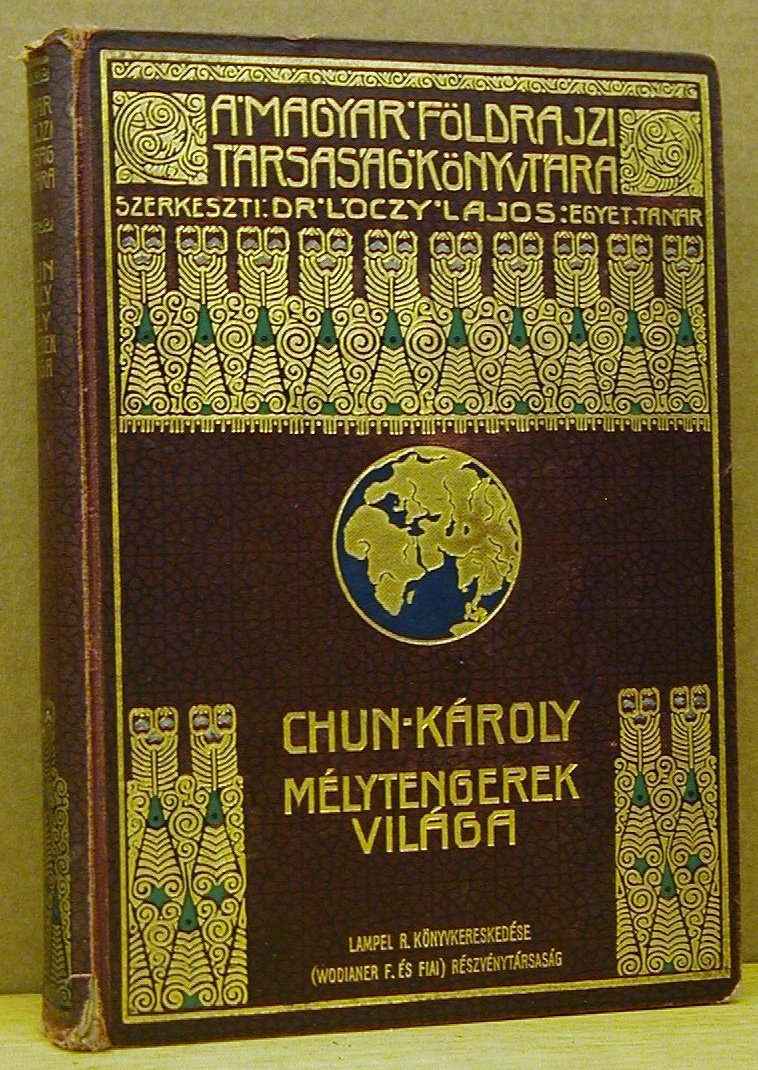 A·MAGYAR·FÖLDRAJZI
TÁRSASÁG·KÖNYVTÁRA
SZERKESZTI: DR·LÓCZY·LAJOS: EGYET. TANÁR
CHUN-KÁROLY
MÉLYTENGEREK
VILÁGA
LAMPEL R. KÖNYVKERESKEDÉSE
(WODIANER F. ÉS FIAI) RÉSZVÉNYTÁRSASÁG